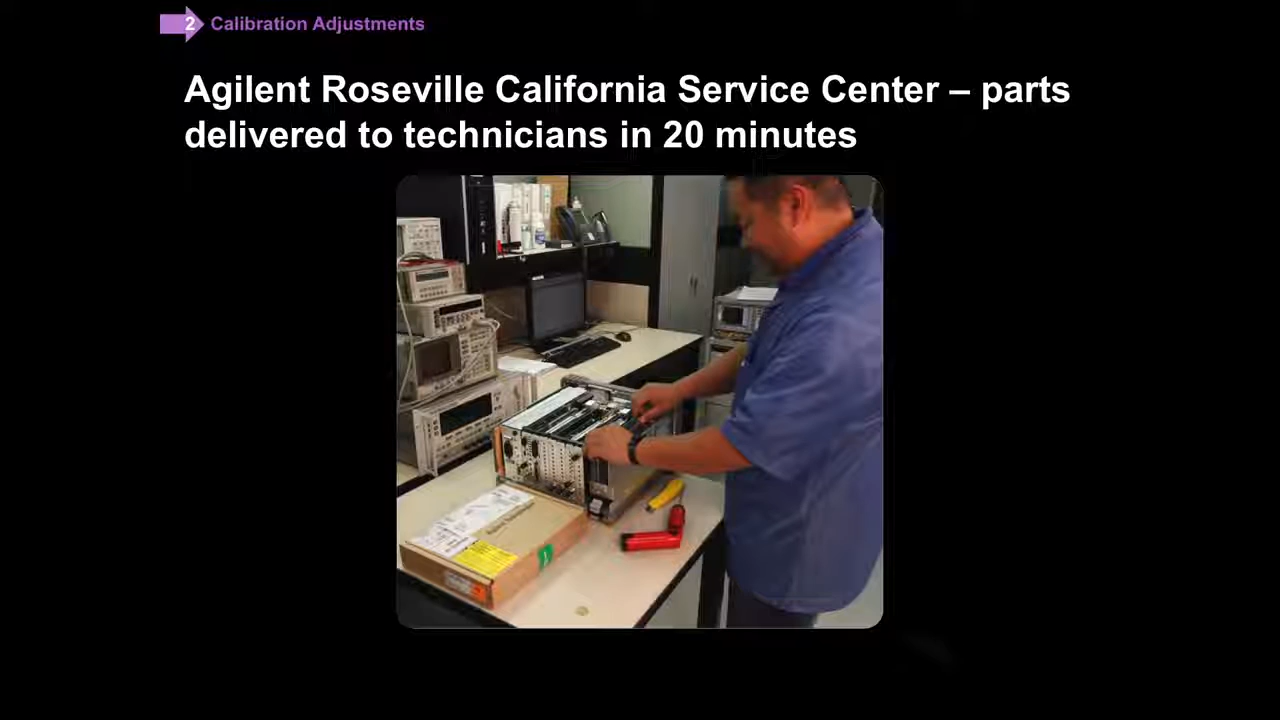 2 Calibration Adjustments
Agilent Roseville California Service Center – parts
delivered to technicians in 20 minutes